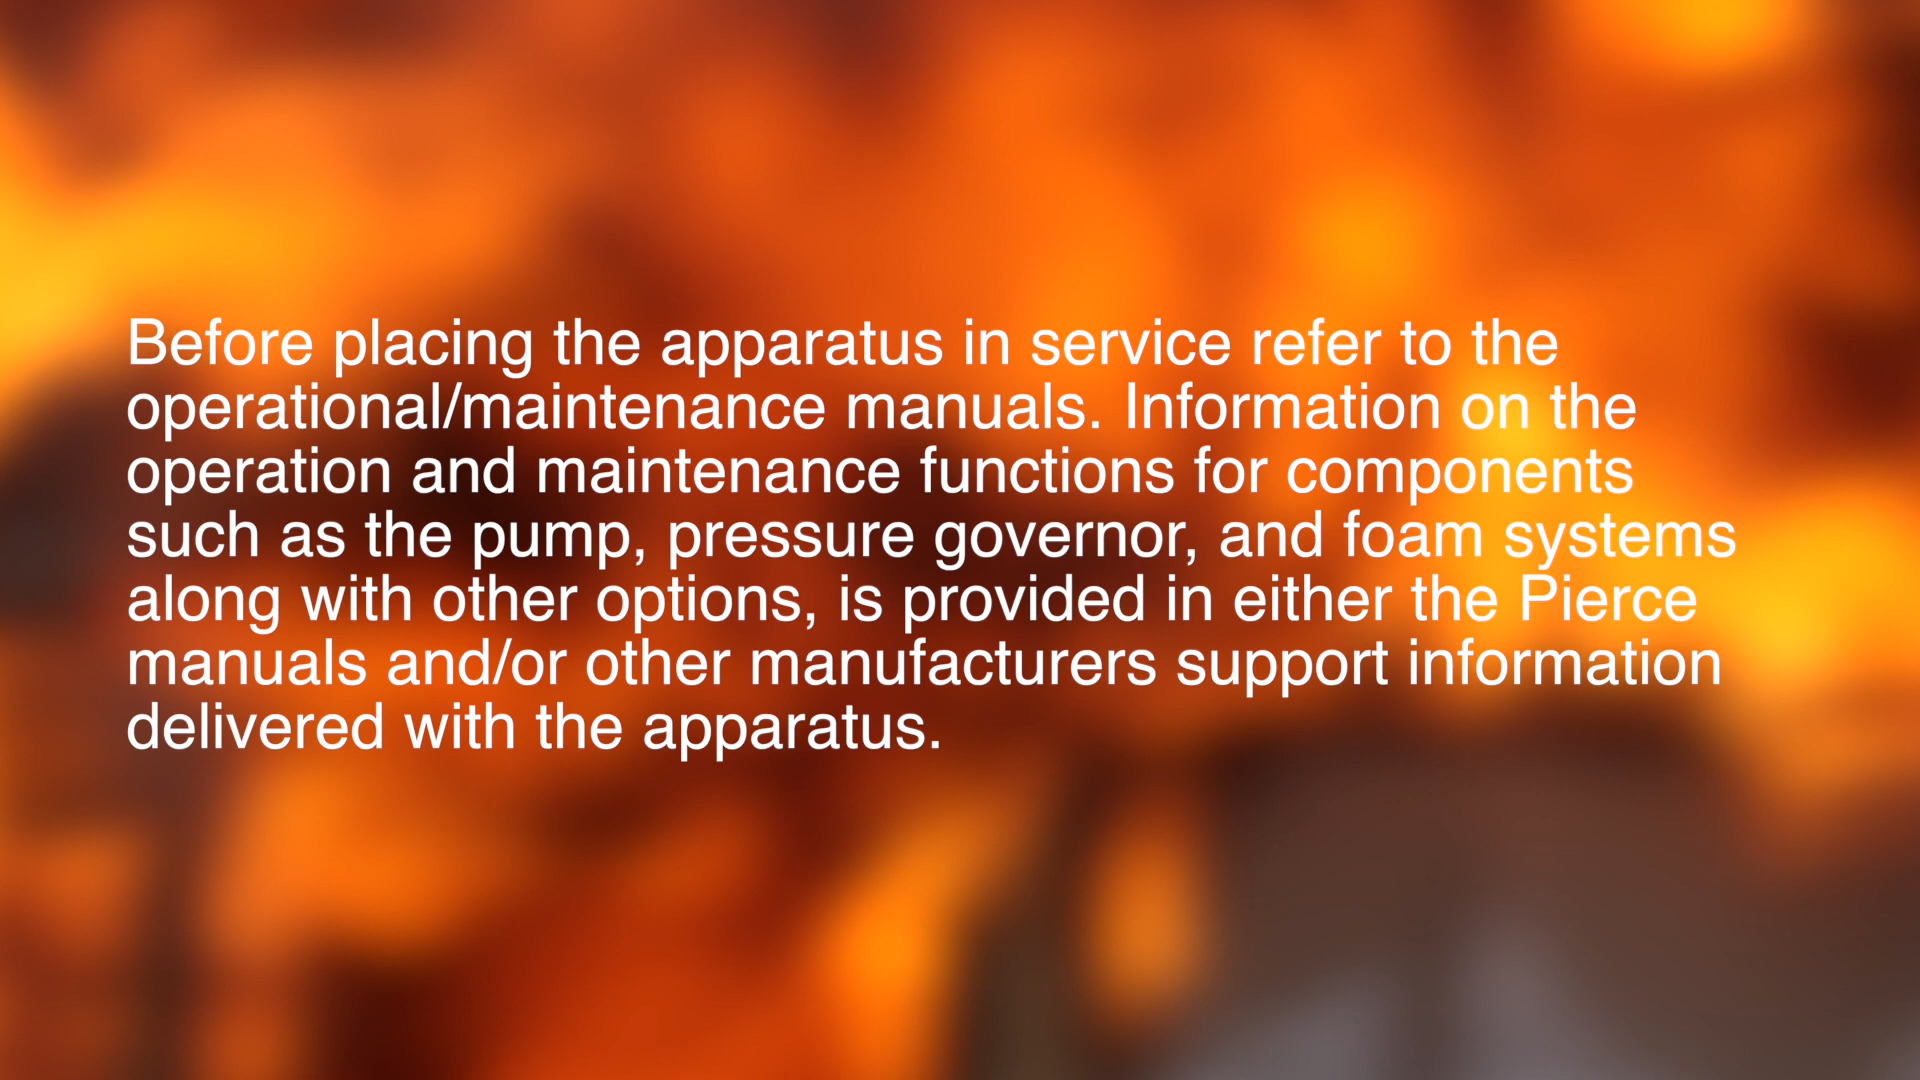 Before placing the apparatus in service refer to the
operational/maintenance manuals. Information on the
operation and maintenance functions for components
such as the pump, pressure governor, and foam systems
along with other options, is provided in either the Pierce
manuals and/or other manufacturers support information
delivered with the apparatus.